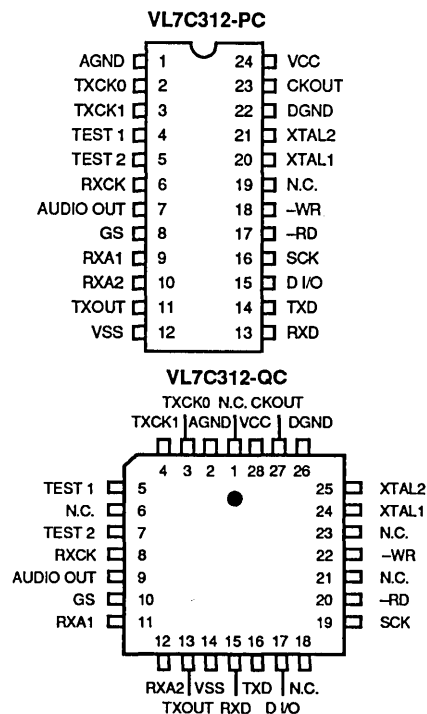 VL7C312-PC
AGND 1 24 VCC
TXCK0 2 23 CKOUT
TXCK1 3 22 DGND
TEST 1 4 21 XTAL2
TEST 2 5 20 XTAL1
RXCK 6 19 N.C.
AUDIO OUT 7 18 –WR
GS 8 17 –RD
RXA1 9 16 SCK
RXA2 10 15 D I/O
TXOUT 11 14 TXD
VSS 12 13 RXD
VL7C312-QC
TXCK0 N.C. CKOUT
TXCK1 AGND VCC DGND
4 3 2 1 28 27 26
TEST 1 5 25 XTAL2
N.C. 6 24 XTAL1
TEST 2 7 23 N.C.
RXCK 8 22 –WR
AUDIO OUT 9 21 N.C.
GS 10 20 –RD
RXA1 11 19 SCK
12 13 14 15 16 17 18
RXA2 VSS TXD N.C.
TXOUT RXD D I/O